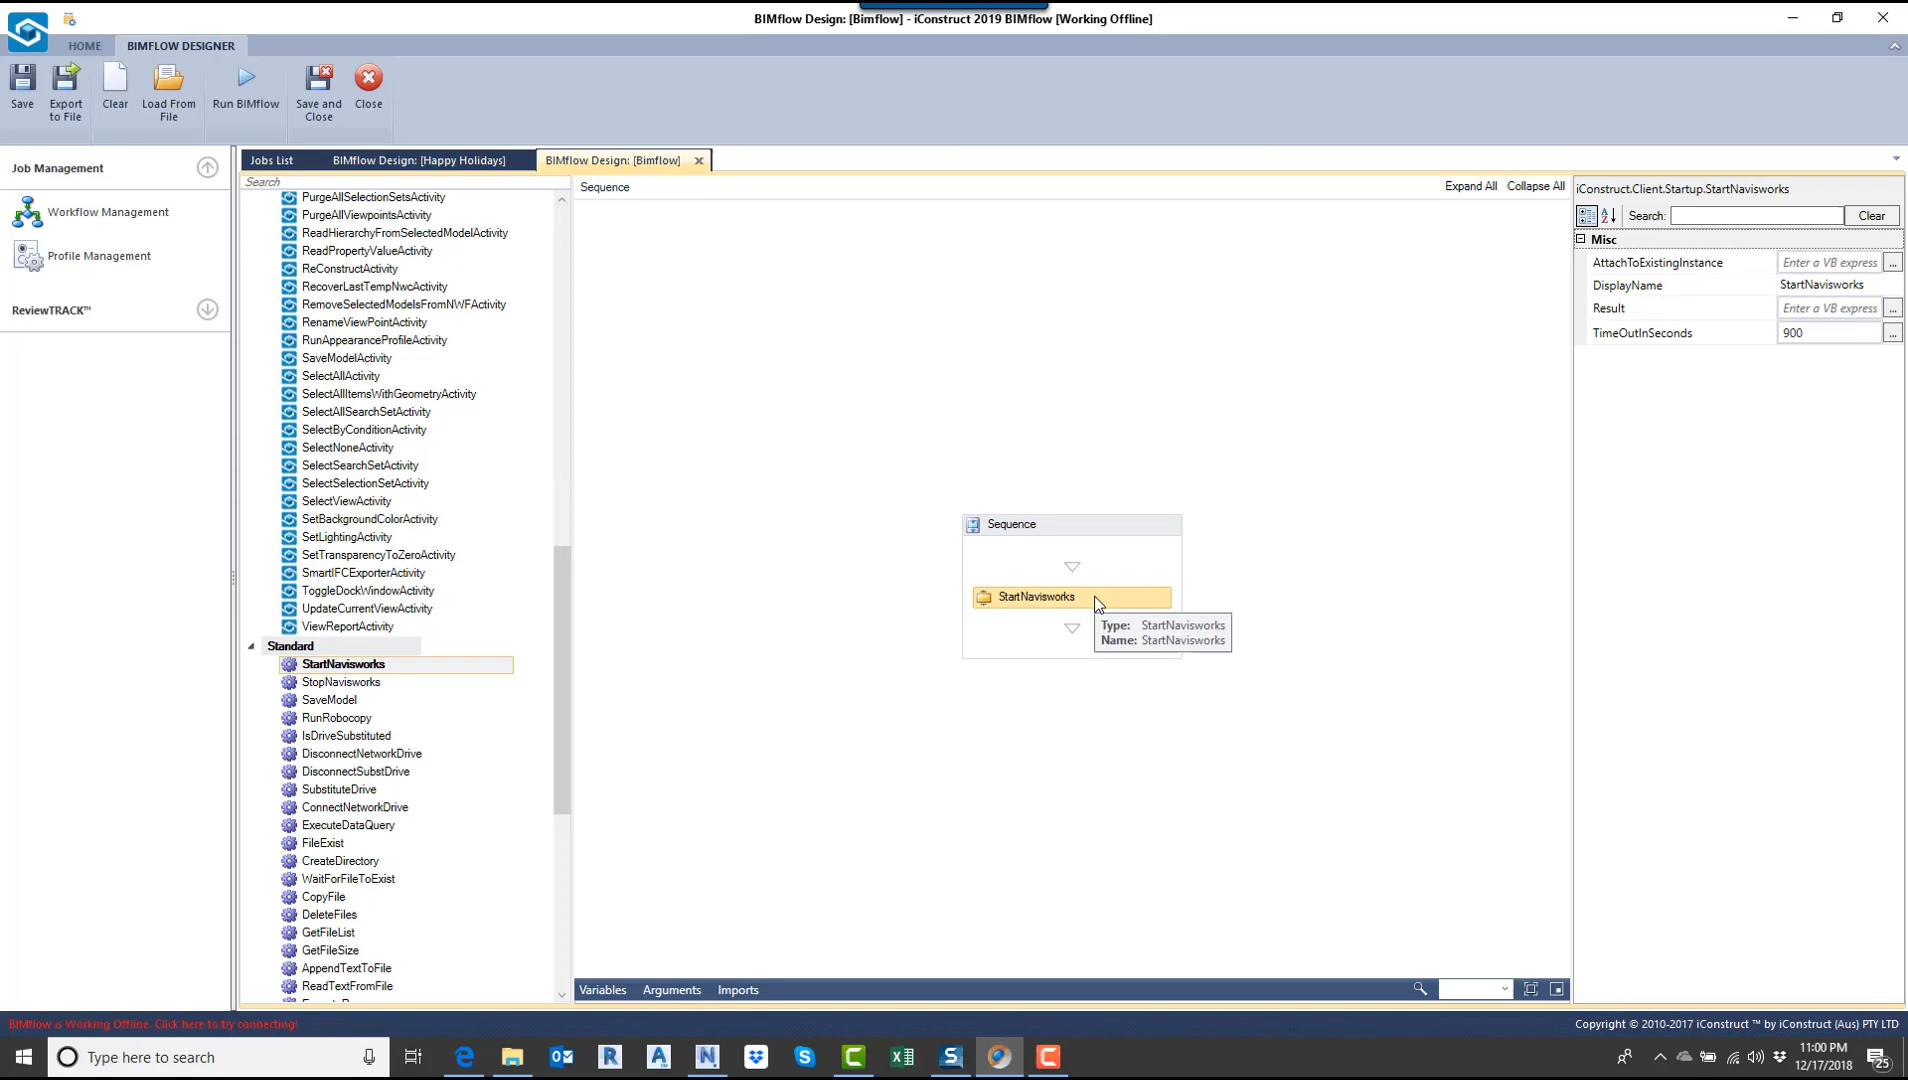 BIMflow Design: [Bimflow] - iConstruct 2019 BIMflow [Working Offline]
HOME
BIMFLOW DESIGNER
Save
Export to File
Clear
Load From File
Run BIMflow
Save and Close
Close
Job Management
Workflow Management
Profile Management
ReviewTRACK™
Jobs List
BIMflow Design: [Happy Holidays]
BIMflow Design: [Bimflow]
Search
PurgeAllSelectionSetsActivity
PurgeAllViewpointsActivity
ReadHierarchyFromSelectedModelActivity
ReadPropertyValueActivity
ReConstructActivity
RecoverLastTempNwcActivity
RemoveSelectedModelsFromNWFActivity
RenameViewPointActivity
RunAppearanceProfileActivity
SaveModelActivity
SelectAllActivity
SelectAllItemsWithGeometryActivity
SelectAllSearchSetActivity
SelectByConditionActivity
SelectNoneActivity
SelectSearchSetActivity
SelectSelectionSetActivity
SelectViewActivity
SetBackgroundColorActivity
SetLightingActivity
SetTransparencyToZeroActivity
SmartIFCExporterActivity
ToggleDockWindowActivity
UpdateCurrentViewActivity
ViewReportActivity
Standard
StartNavisworks
StopNavisworks
SaveModel
RunRobocopy
IsDriveSubstituted
DisconnectNetworkDrive
DisconnectSubstDrive
SubstituteDrive
ConnectNetworkDrive
ExecuteDataQuery
FileExist
CreateDirectory
WaitForFileToExist
CopyFile
DeleteFiles
GetFileList
GetFileSize
AppendTextToFile
ReadTextFromFile
Sequence
Expand All
Collapse All
Sequence
StartNavisworks
Type: StartNavisworks
Name: StartNavisworks
Variables
Arguments
Imports
iConstruct.Client.Startup.StartNavisworks
Search:
Clear
Misc
AttachToExistingInstance Enter a VB express ...
DisplayName StartNavisworks
Result Enter a VB express ...
TimeOutInSeconds 900 ...
BIMflow is Working Offline. Click here to try connecting!
Copyright © 2010-2017 iConstruct ™ by iConstruct (Aus) PTY LTD
Type here to search
11:00 PM
12/17/2018
25